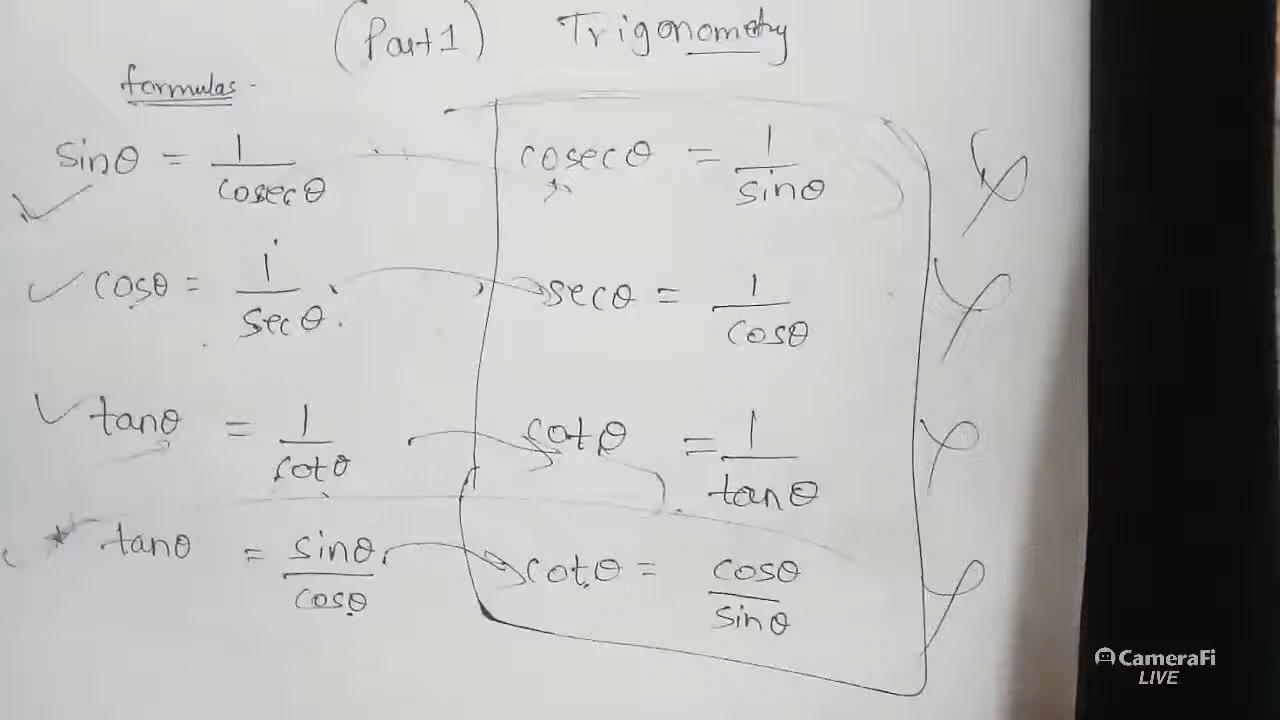 (Part 1) Trigonometry
formulas
sinθ = 1/cosecθ cosecθ = 1/sinθ
cosθ = 1/secθ secθ = 1/cosθ
tanθ = 1/cotθ cotθ = 1/tanθ
* tanθ = sinθ/cosθ cotθ = cosθ/sinθ
CameraFi
LIVE